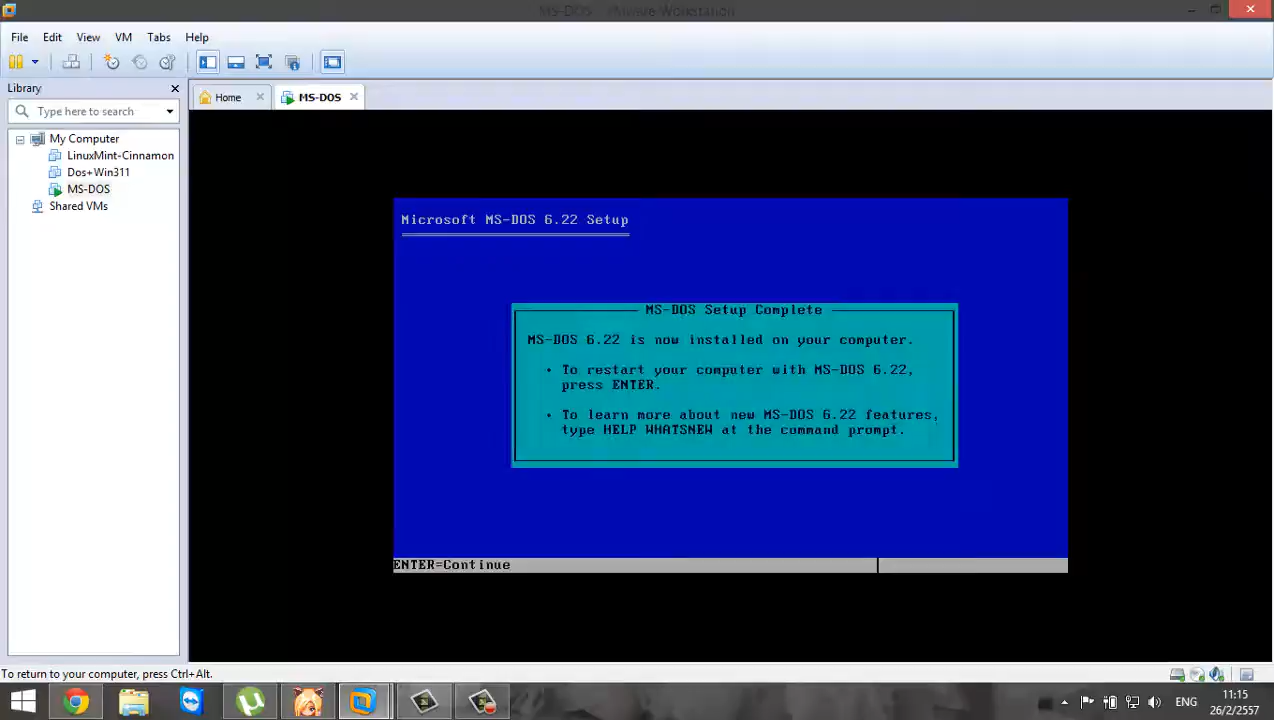 MS-DOS - VMware Workstation
File Edit View VM Tabs Help
Library
Type here to search
My Computer
LinuxMint-Cinnamon
Dos+Win311
MS-DOS
Shared VMs
Home MS-DOS
Microsoft MS-DOS 6.22 Setup
MS-DOS Setup Complete
MS-DOS 6.22 is now installed on your computer.
• To restart your computer with MS-DOS 6.22,
press ENTER.
• To learn more about new MS-DOS 6.22 features,
type HELP WHATSNEW at the command prompt.
ENTER=Continue
To return to your computer, press Ctrl+Alt.
ENG
11:15
26/2/2557